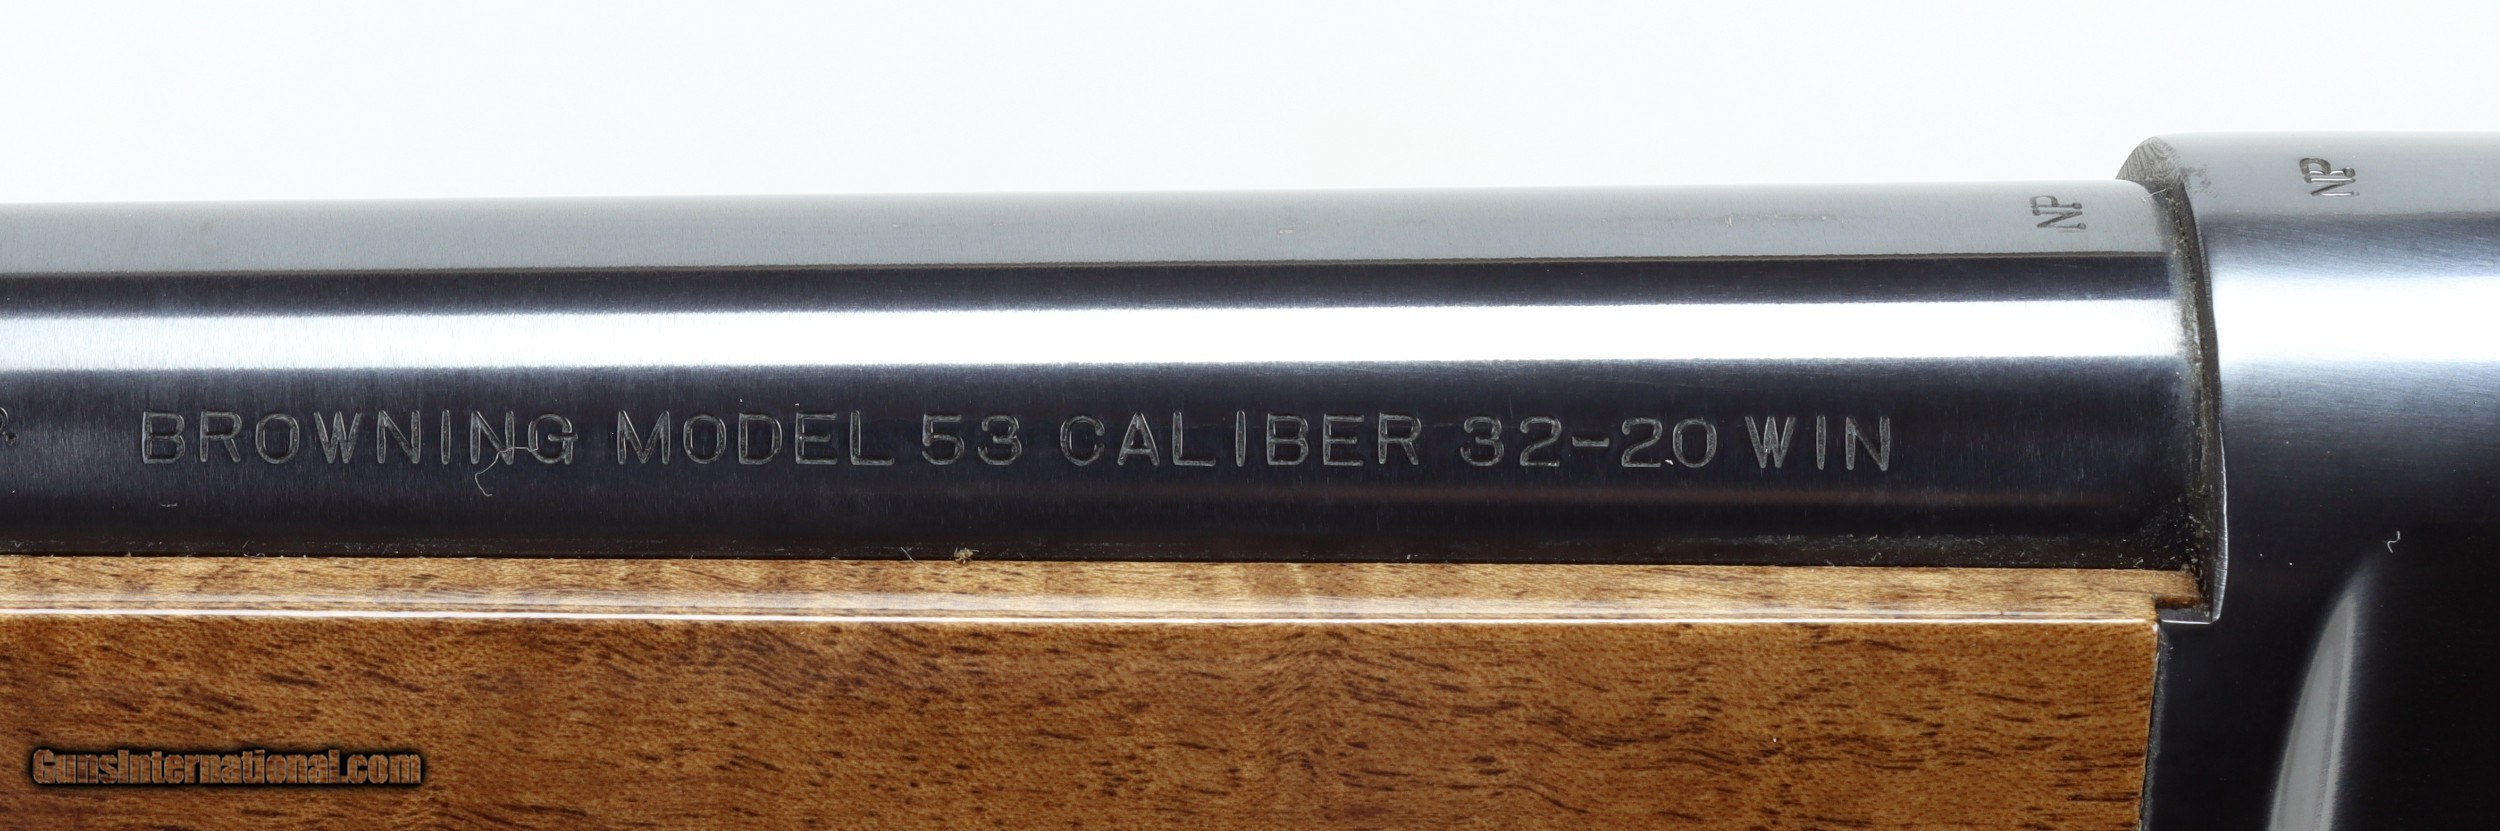 NP
NP
BROWNING MODEL 53 CALIBER 32-20 WIN
GunsInternational.com